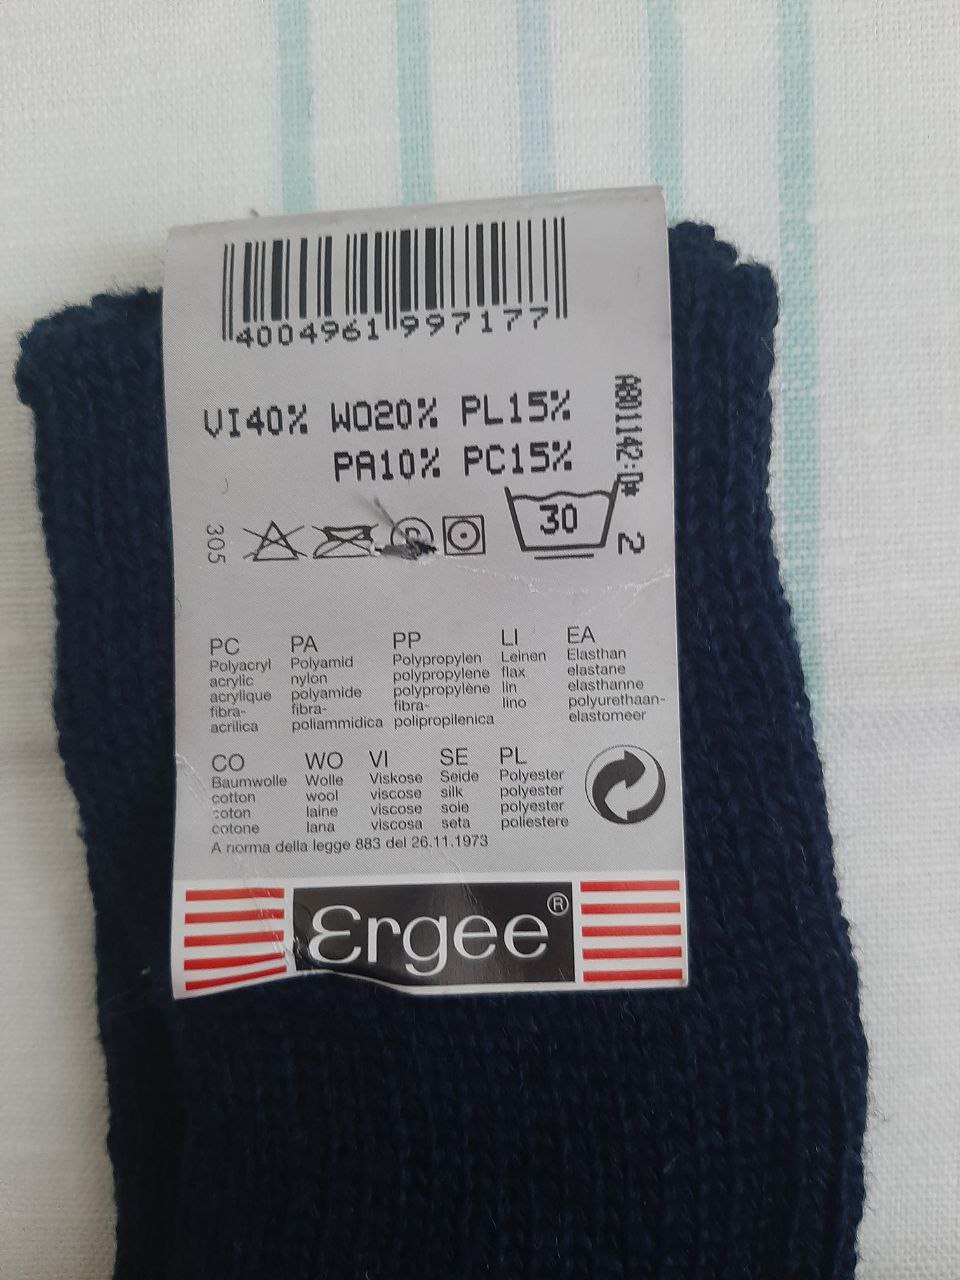 4004961 997177
VI40% WO20% PL15%
PA10% PC15%
A801142:D* 2
305
P
30
PC
Polyacryl
acrylic
acrylique
fibra-
acrilica
PA
Polyamid
nylon
polyamide
fibra-
poliammidica
PP
Polypropylen
polypropylene
polypropylène
fibra-
polipropilenica
LI
Leinen
flax
lin
lino
EA
Elasthan
elastane
elasthanne
polyurethaan-
elastomeer
CO
Baumwolle
cotton
coton
cotone
WO
Wolle
wool
laine
lana
VI
Viskose
viscose
viscose
viscosa
SE
Seide
silk
soie
seta
PL
Polyester
polyester
polyester
poliestere
A norma della legge 883 del 26.11.1973
Ergee®